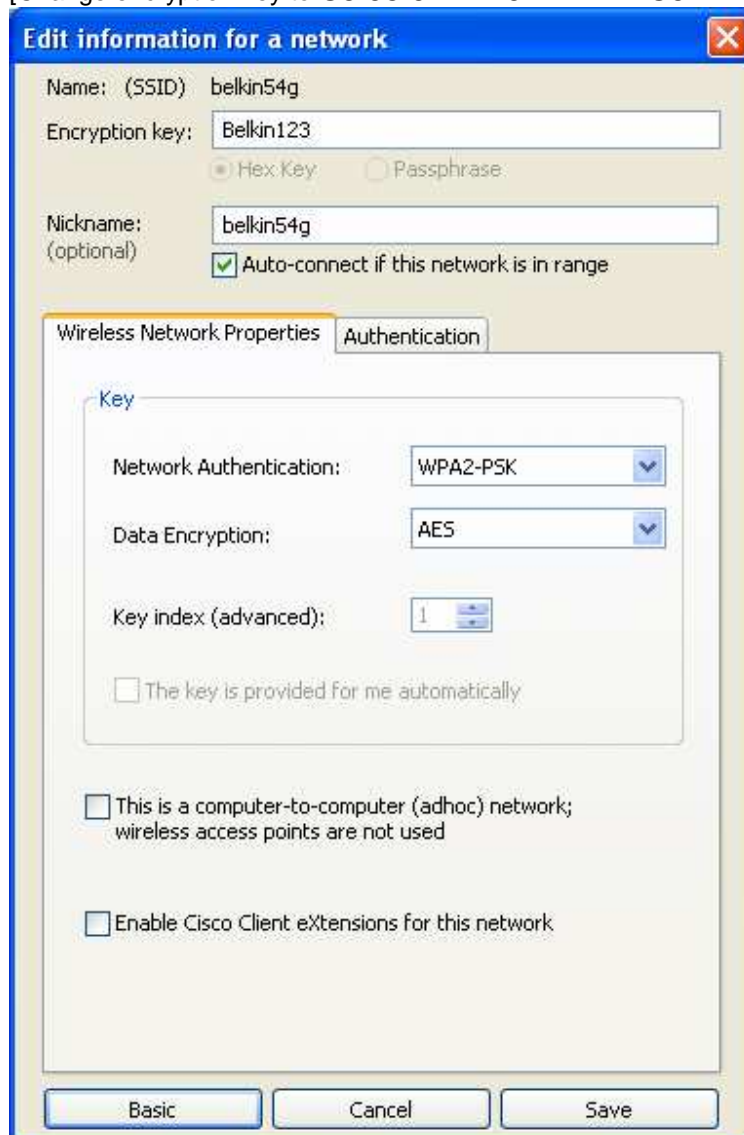 Edit information for a network
Name: (SSID) belkin54g
Encryption key: Belkin123
Hex Key Passphrase
Nickname: belkin54g
(optional)
Auto-connect if this network is in range
Wireless Network Properties Authentication
Key
Network Authentication: WPA2-PSK
Data Encryption: AES
Key index (advanced): 1
The key is provided for me automatically
This is a computer-to-computer (adhoc) network;
wireless access points are not used
Enable Cisco Client eXtensions for this network
Basic Cancel Save